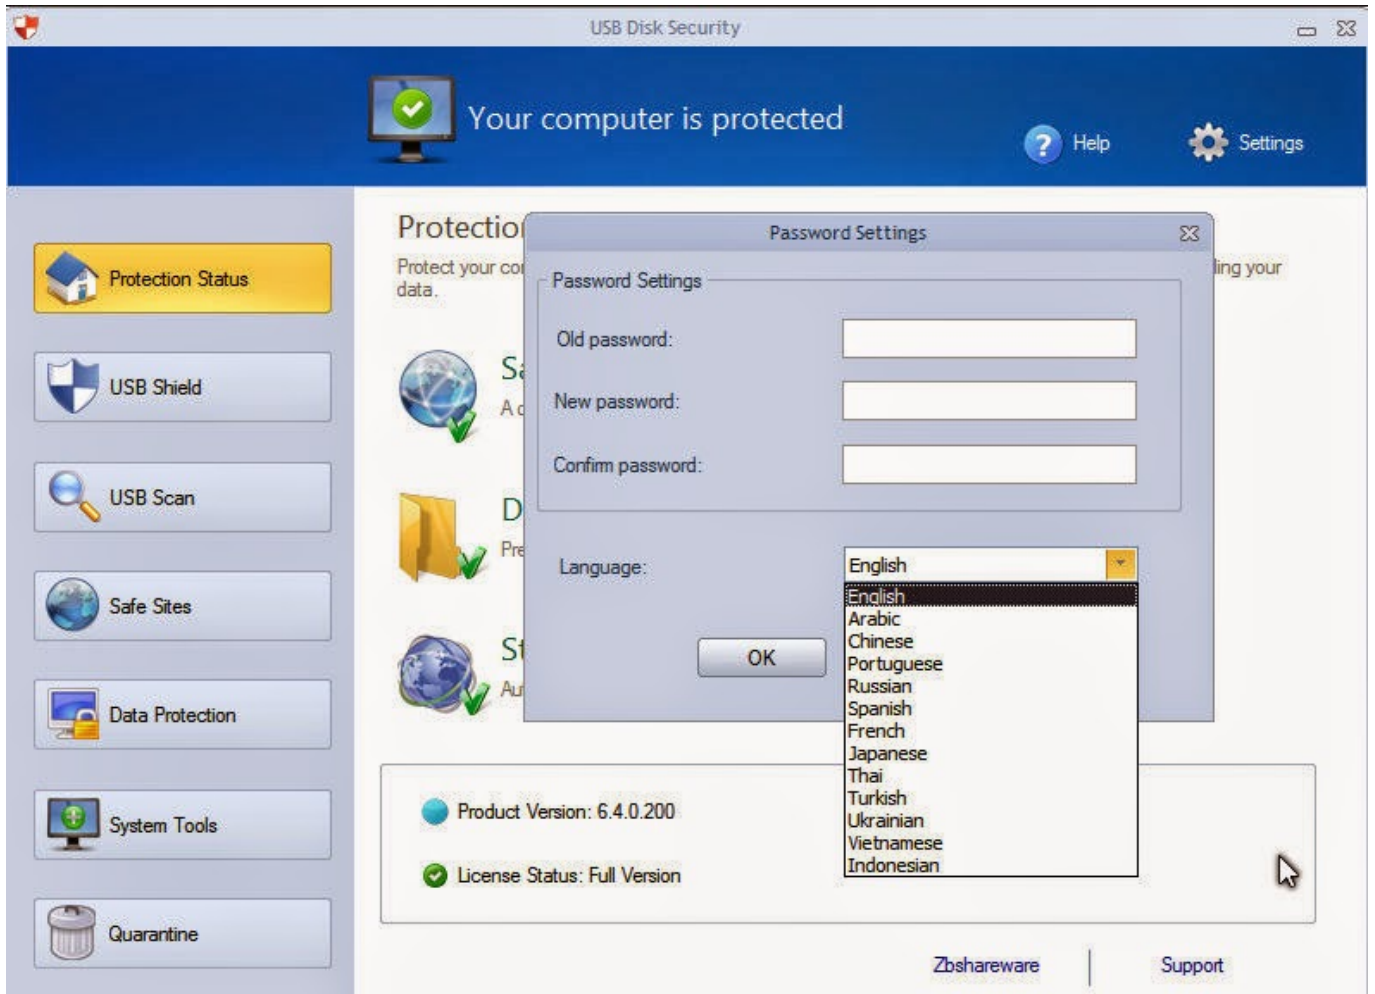 USB Disk Security
Your computer is protected
Help
Settings
Protection Status
USB Shield
USB Scan
Safe Sites
Data Protection
System Tools
Quarantine
Protect your
data.
ling your
Password Settings
Password Settings
Old password:
New password:
Confirm password:
Language:
English
English
Arabic
Chinese
Portuguese
Russian
Spanish
French
Japanese
Thai
Turkish
Ukrainian
Vietnamese
Indonesian
OK
Product Version: 6.4.0.200
License Status: Full Version
Zbshareware
Support